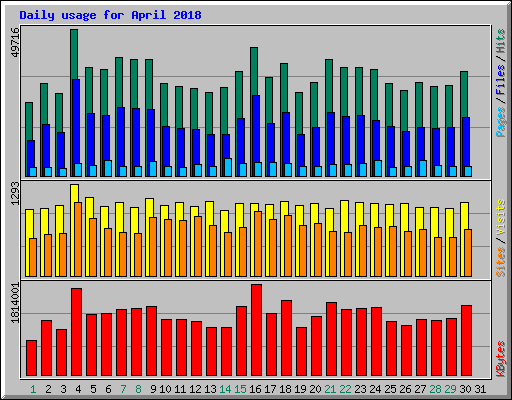 Daily usage for April 2018
49716
Pages / Files / Hits
1293
Sites / Visits
1814001
KBytes
1 2 3 4 5 6 7 8 9 10 11 12 13 14 15 16 17 18 19 20 21 22 23 24 25 26 27 28 29 30 31